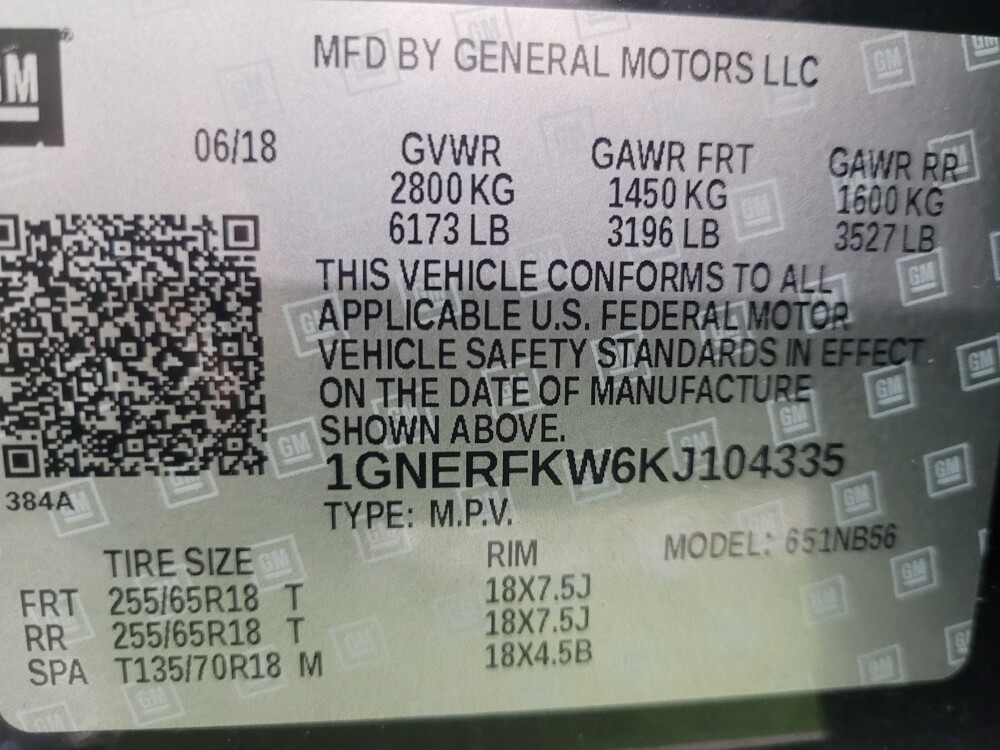 GM
MFD BY GENERAL MOTORS LLC
06/18 GVWR GAWR FRT GAWR RR
2800 KG 1450 KG 1600 KG
6173 LB 3196 LB 3527 LB
THIS VEHICLE CONFORMS TO ALL
APPLICABLE U.S. FEDERAL MOTOR
VEHICLE SAFETY STANDARDS IN EFFECT
ON THE DATE OF MANUFACTURE
SHOWN ABOVE.
1GNERFKW6KJ104335
384A
TYPE: M.P.V.
MODEL: 651NB56
TIRE SIZE RIM
FRT 255/65R18 T 18X7.5J
RR 255/65R18 T 18X7.5J
SPA T135/70R18 M 18X4.5B